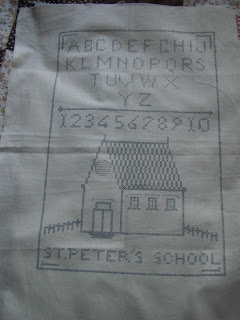 ABCDEFGHIJ
KLMNOPQRS
TUVWX
YZ
12345678910
ST. PETER'S SCHOOL